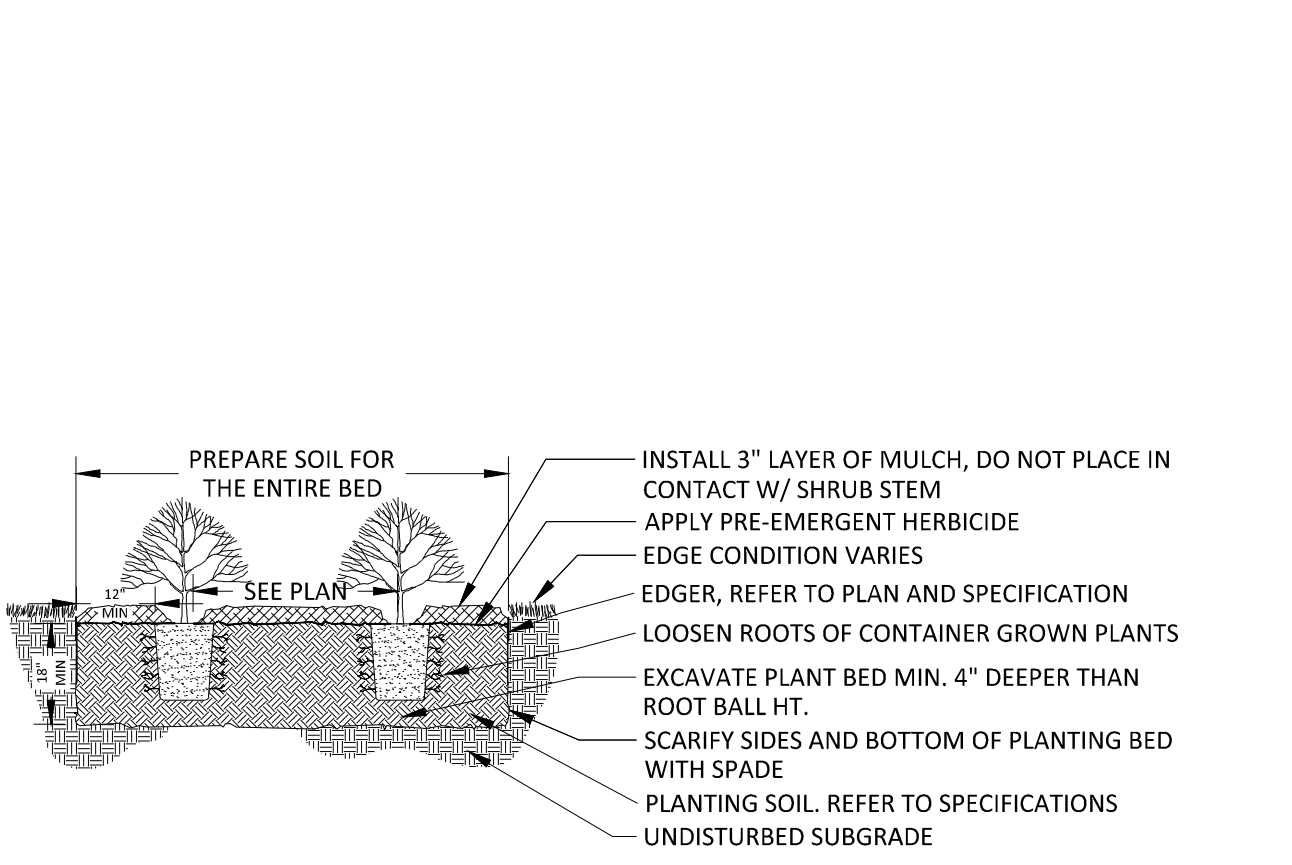 PREPARE SOIL FOR
THE ENTIRE BED
SEE PLAN
12"
MIN
18"
MIN
INSTALL 3" LAYER OF MULCH, DO NOT PLACE IN
CONTACT W/ SHRUB STEM
APPLY PRE-EMERGENT HERBICIDE
EDGE CONDITION VARIES
EDGER, REFER TO PLAN AND SPECIFICATION
LOOSEN ROOTS OF CONTAINER GROWN PLANTS
EXCAVATE PLANT BED MIN. 4" DEEPER THAN
ROOT BALL HT.
SCARIFY SIDES AND BOTTOM OF PLANTING BED
WITH SPADE
PLANTING SOIL. REFER TO SPECIFICATIONS
UNDISTURBED SUBGRADE